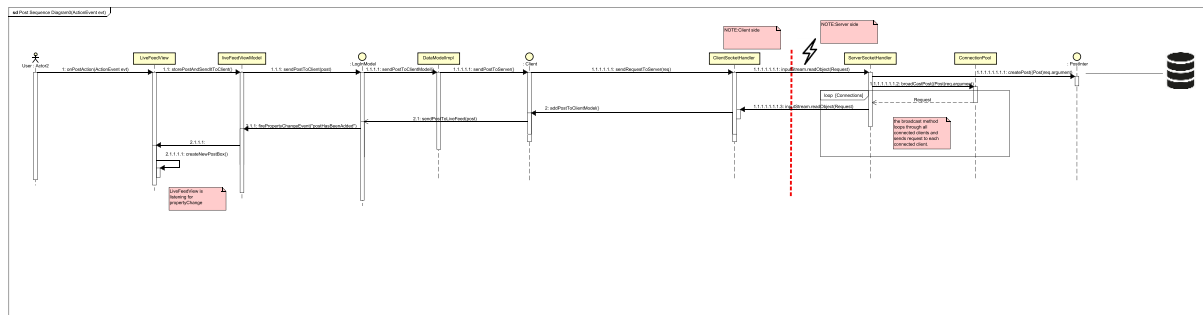 sd Post Sequence Diagram0(ActionEvent evt)
NOTE:Client side
NOTE:Server side
User : Actor2
LiveFeedView
liveFeedViewModel
: LoginModel
DataModelImpl
: Client
ClientSocketHandler
ServerSocketHandler
ConnectionPool
: PostInter
1: onPostAction(ActionEvent evt)
1.1: storePostAndSendItToClient()
1.1.1: sendPostToClient(post)
1.1.1.1: sendPostToClientModel()
1.1.1.1.1: sendPostToServer()
1.1.1.1.1.1: sendRequestToServer(req)
1.1.1.1.1.1.1: inputStream.readObject(Request)
1.1.1.1.1.1.1.1: createPost((Post)req.argument)
1.1.1.1.1.1.1.2: broadCastPost((Post)req.argument)
loop [Connections]
Request
1.1.1.1.1.1.1.3: inputStream.readObject(Request)
2: addPostToClientModel()
2.1: sendPostToLiveFeed(post)
2.1.1: firePropertyChangeEvent("postHasBeenAdded")
2.1.1.1:
2.1.1.1.1: createNewPostBox()
the broadcast method
loops through all
connected clients and
sends request to each
connected client.
LiveFeedView is
listening for
propertyChange